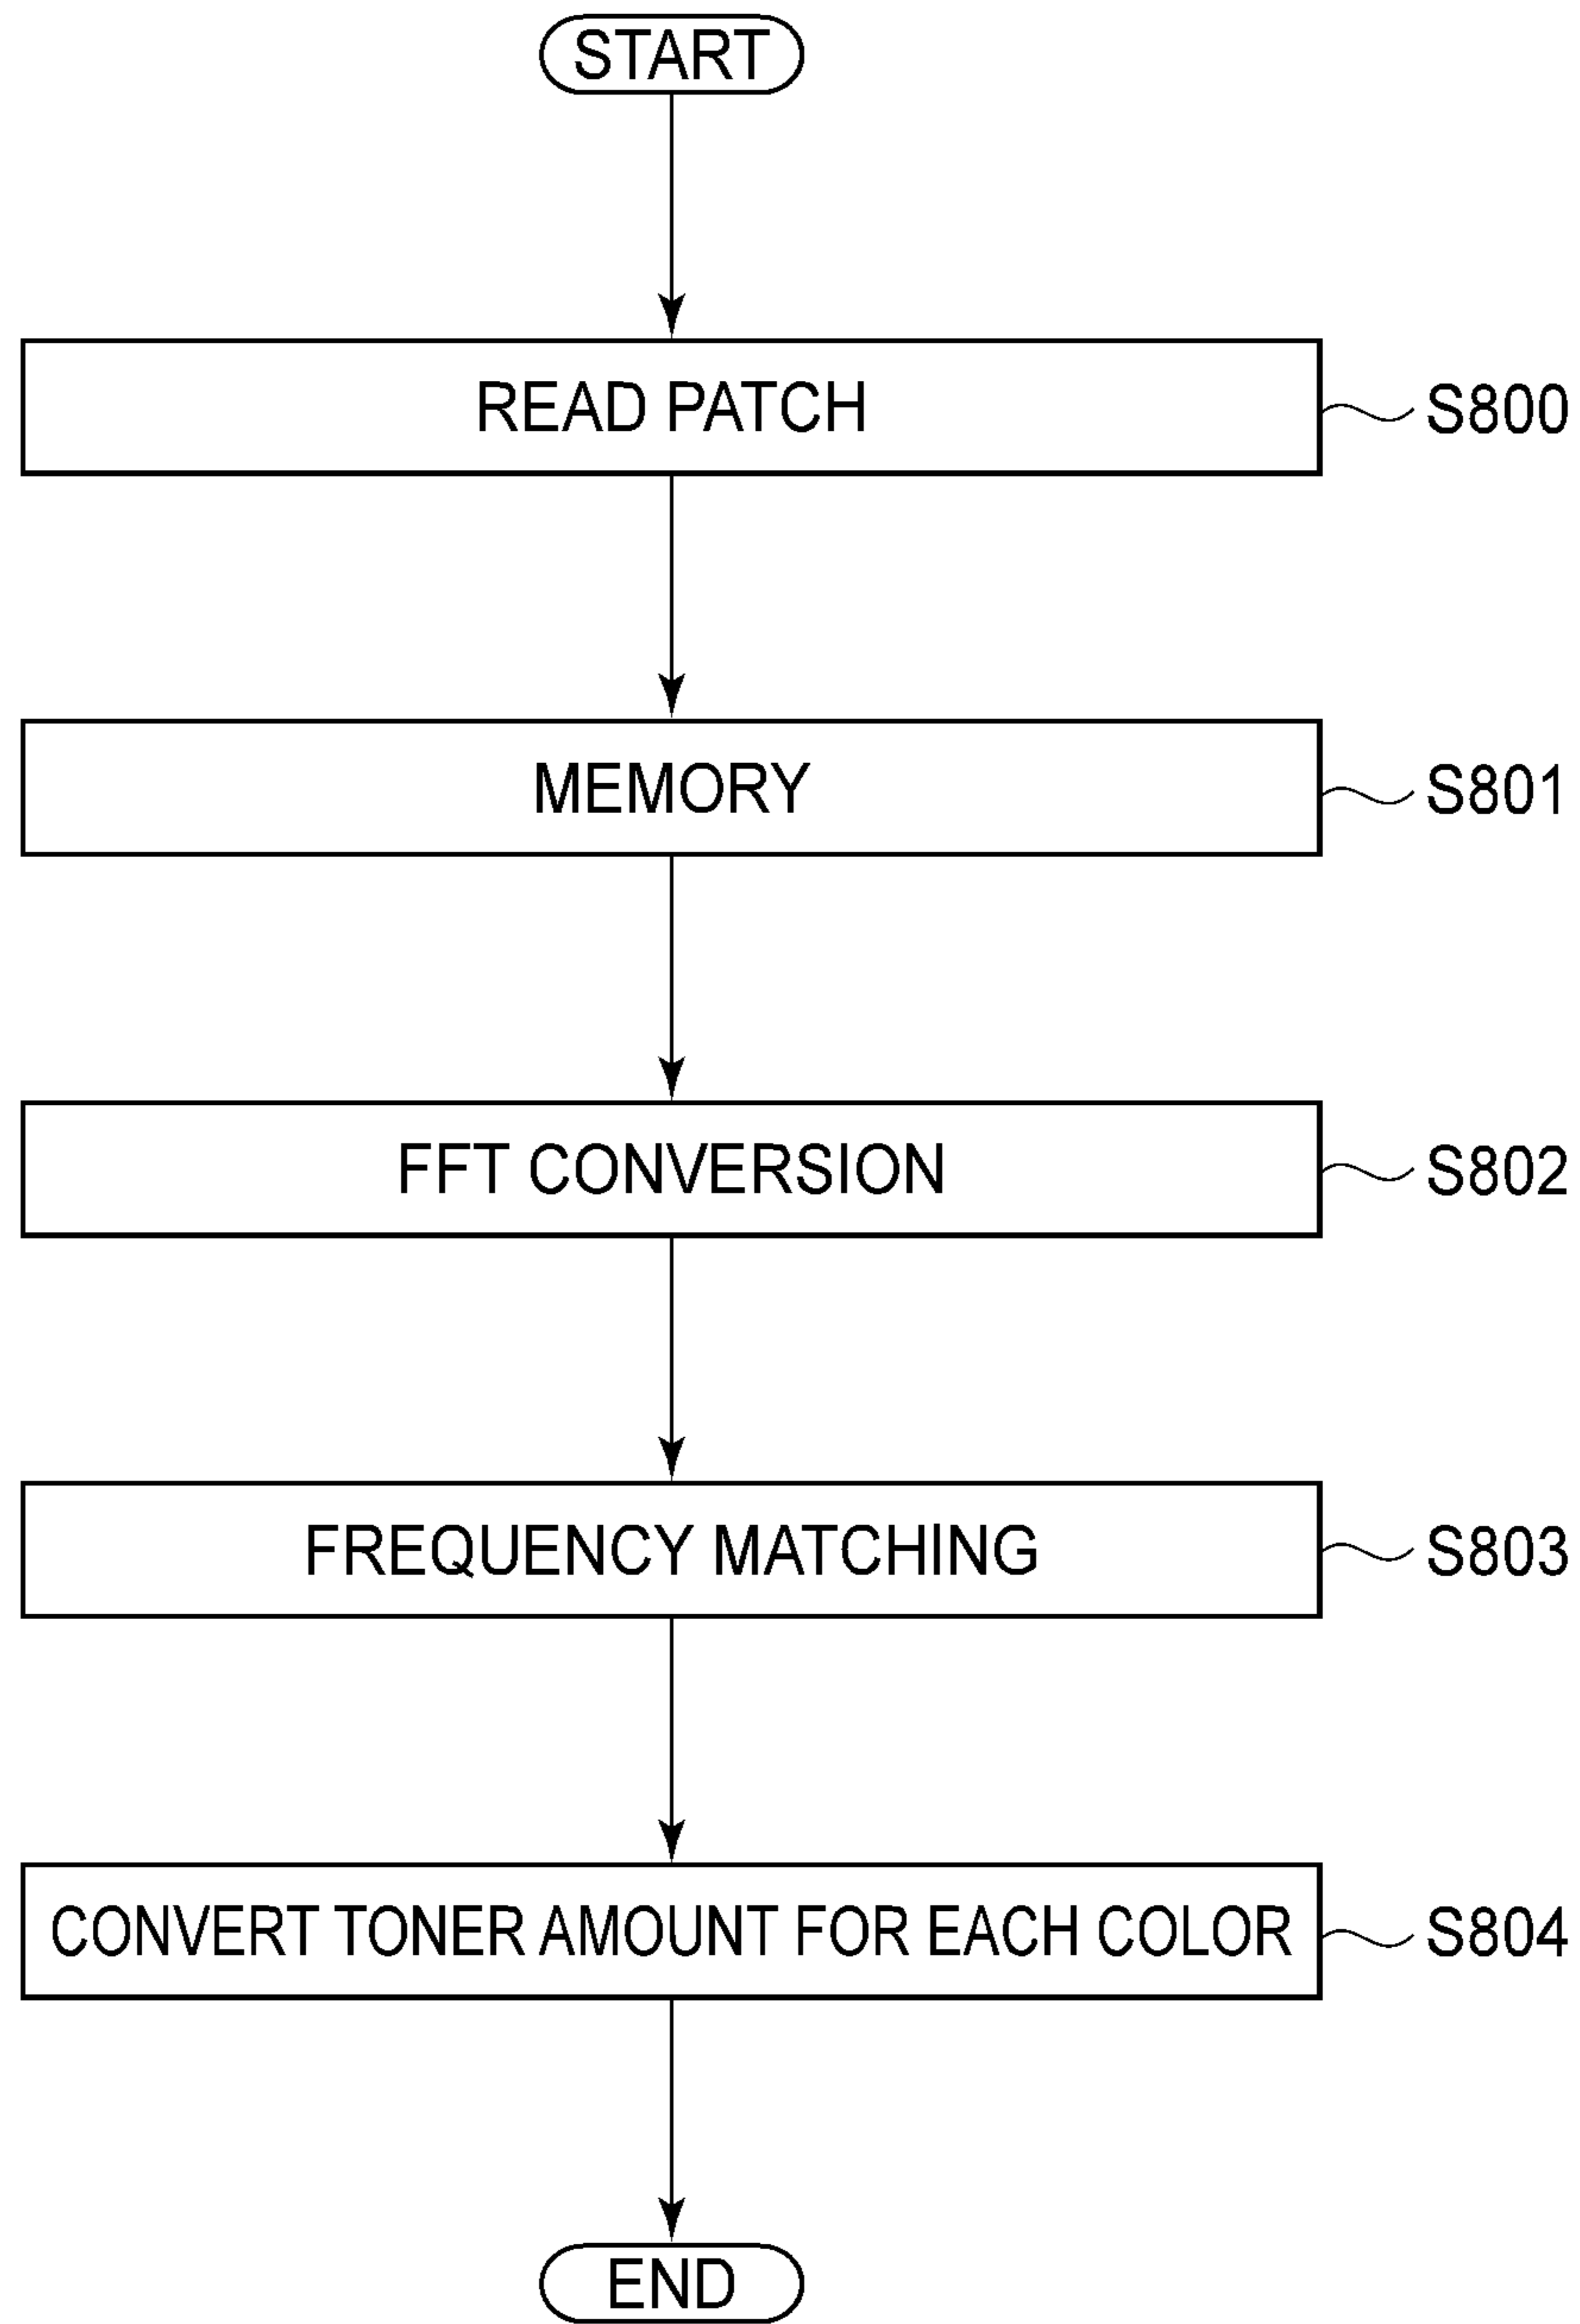 START
READ PATCH
S800
MEMORY
S801
FFT CONVERSION
S802
FREQUENCY MATCHING
S803
CONVERT TONER AMOUNT FOR EACH COLOR
S804
END